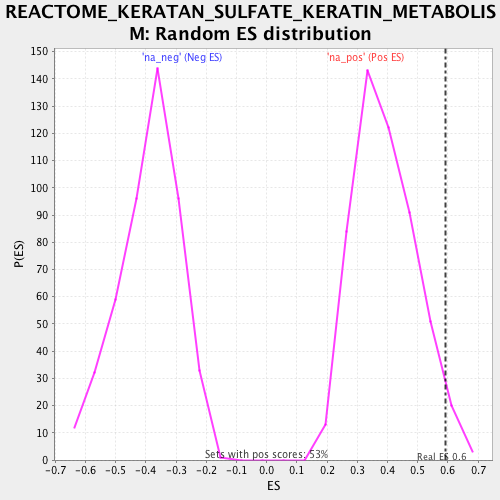 REACTOME_KERATAN_SULFATE_KERATIN_METABOLIS
M: Random ES distribution
'na_neg' (Neg ES)
'na_pos' (Pos ES)
150
140
130
120
110
100
90
80
70
60
50
40
30
20
10
0
P(ES)
Sets with pos scores: 53%
Real ES 0.6
-0.7 -0.6 -0.5 -0.4 -0.3 -0.2 -0.1 0.0 0.1 0.2 0.3 0.4 0.5 0.6 0.7
ES